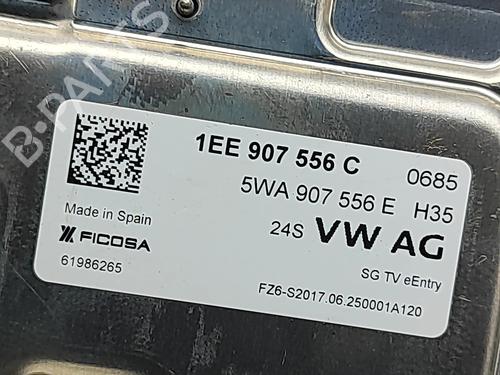 B-PARTS
1EE 907 556 C 0685
5WA 907 556 E H35
Made in Spain
24S VW AG
FICOSA
SG TV eEntry
61986265
FZ6-S2017.06.250001A120